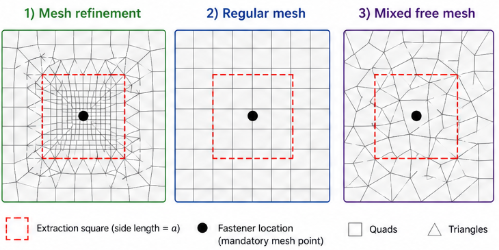 1) Mesh refinement
2) Regular mesh
3) Mixed free mesh
Extraction square (side length = a)
Fastener location
(mandatory mesh point)
Quads
Triangles